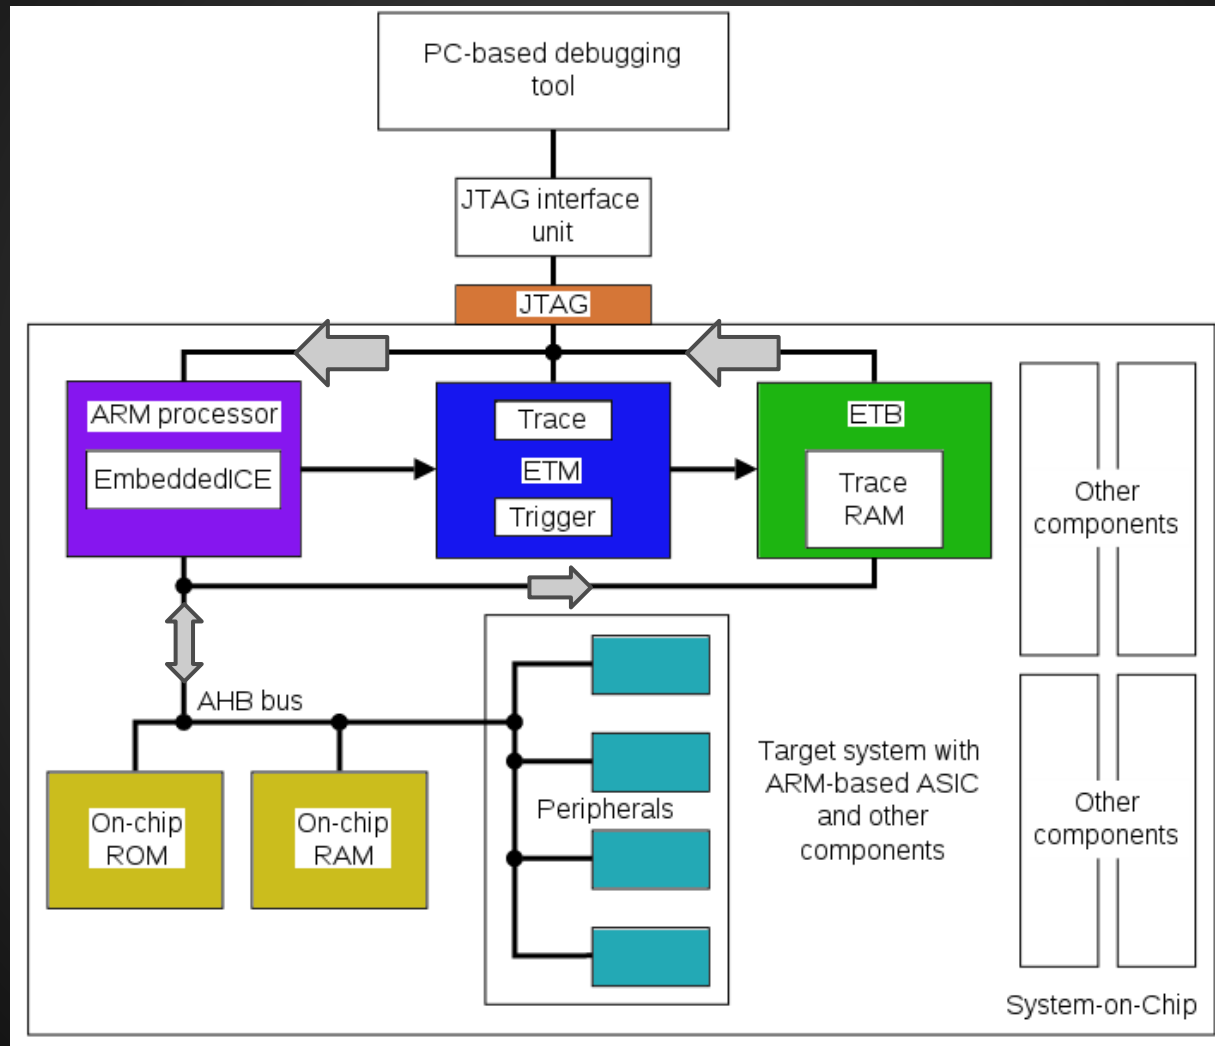 PC-based debugging
tool
JTAG interface
unit
JTAG
ARM processor
EmbeddedICE
Trace
ETM
Trigger
ETB
Trace
RAM
Other
components
AHB bus
On-chip
ROM
On-chip
RAM
Peripherals
Target system with
ARM-based ASIC
and other
components
Other
components
System-on-Chip